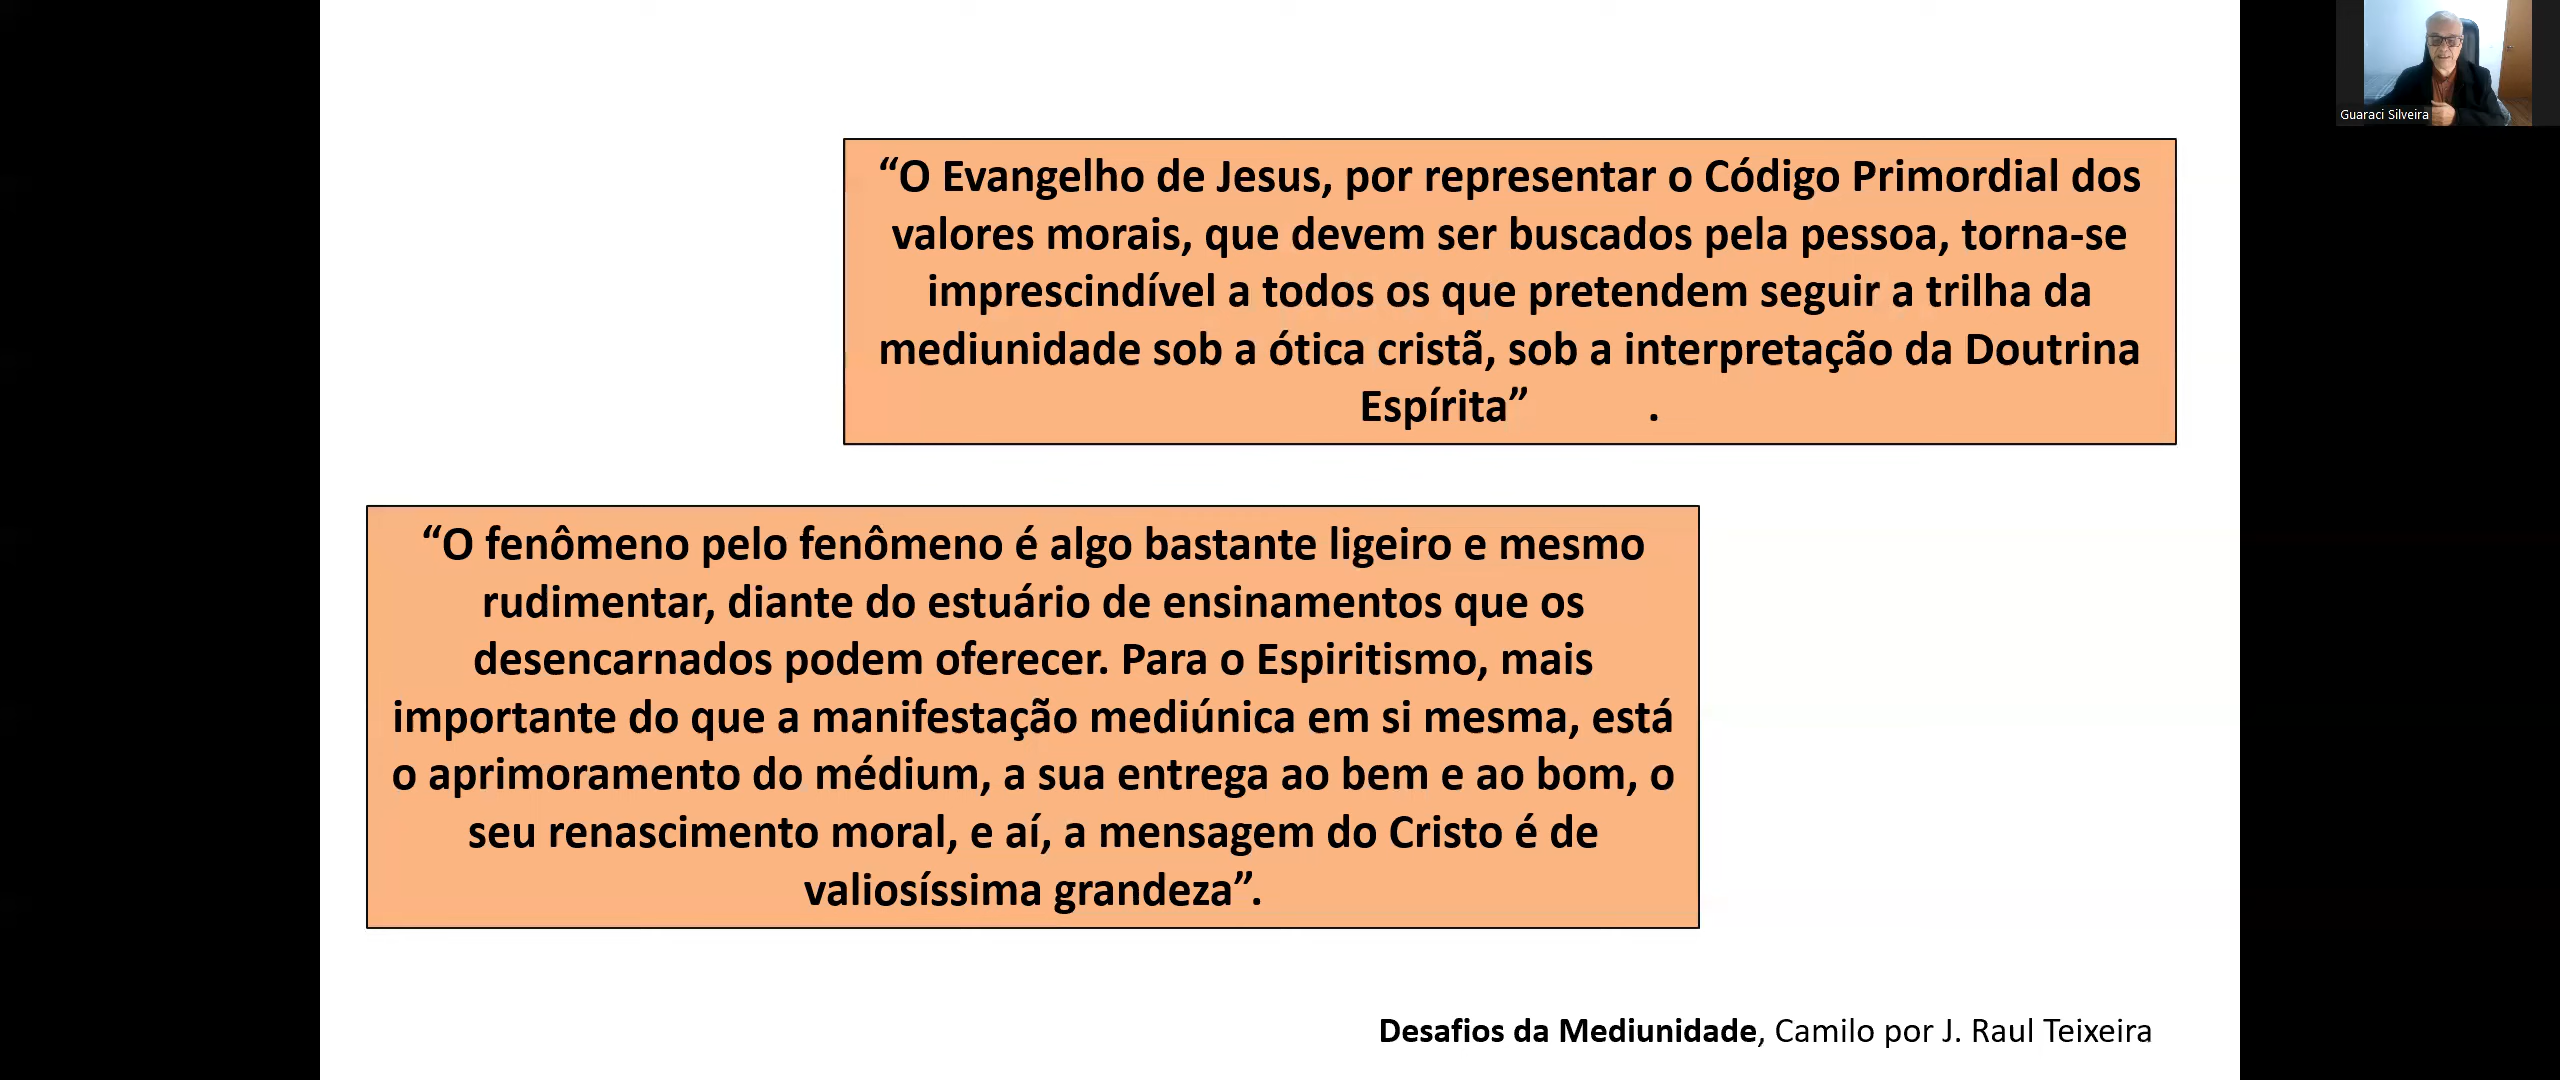 Guaraci Silveira
“O Evangelho de Jesus, por representar o Código Primordial dos
valores morais, que devem ser buscados pela pessoa, torna-se
imprescindível a todos os que pretendem seguir a trilha da
mediunidade sob a ótica cristã, sob a interpretação da Doutrina
Espírita” .
“O fenômeno pelo fenômeno é algo bastante ligeiro e mesmo
rudimentar, diante do estuário de ensinamentos que os
desencarnados podem oferecer. Para o Espiritismo, mais
importante do que a manifestação mediúnica em si mesma, está
o aprimoramento do médium, a sua entrega ao bem e ao bom, o
seu renascimento moral, e aí, a mensagem do Cristo é de
valiosíssima grandeza”.
Desafios da Mediunidade, Camilo por J. Raul Teixeira